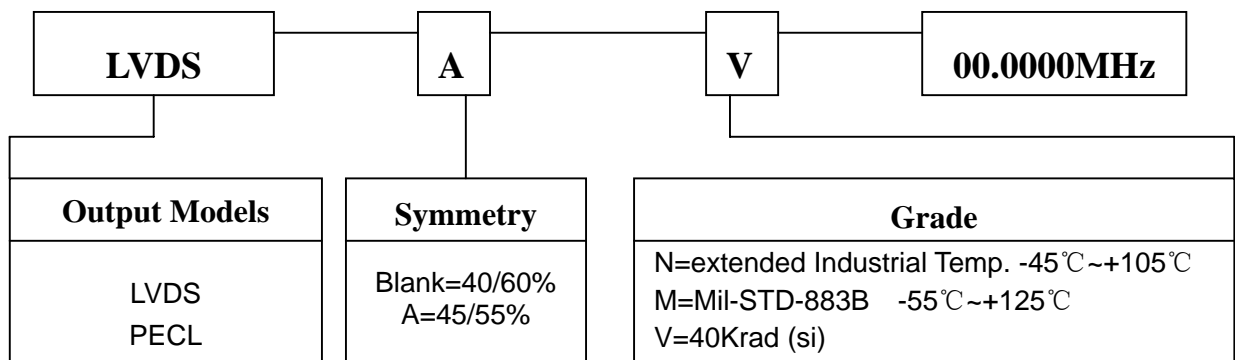 LVDS A V 00.0000MHz
Output Models
LVDS
PECL
Symmetry
Blank=40/60%
A=45/55%
Grade
N=extended Industrial Temp. -45℃~+105℃
M=Mil-STD-883B -55℃~+125℃
V=40Krad (si)